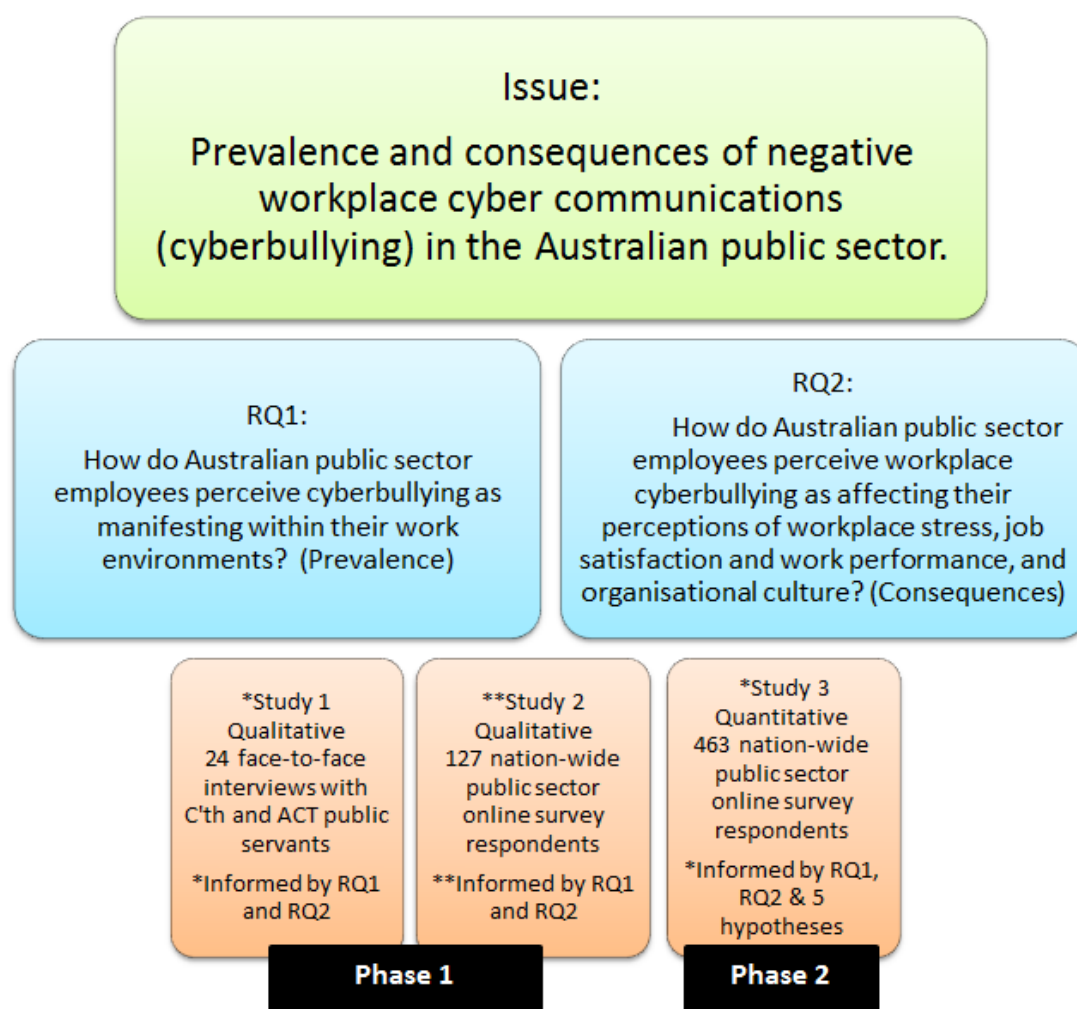 Issue:
Prevalence and consequences of negative
workplace cyber communications
(cyberbullying) in the Australian public sector.
RQ1:
How do Australian public sector
employees perceive cyberbullying as
manifesting within their work
environments? (Prevalence)
RQ2:
How do Australian public sector
employees perceive workplace
cyberbullying as affecting their
perceptions of workplace stress, job
satisfaction and work performance, and
organisational culture? (Consequences)
*Study 1
Qualitative
24 face-to-face
interviews with
C'th and ACT public
servants
*Informed by RQ1
and RQ2
**Study 2
Qualitative
127 nation-wide
public sector
online survey
respondents
**Informed by RQ1
and RQ2
*Study 3
Quantitative
463 nation-wide
public sector
online survey
respondents
*Informed by RQ1,
RQ2 & 5
hypotheses
Phase 1
Phase 2